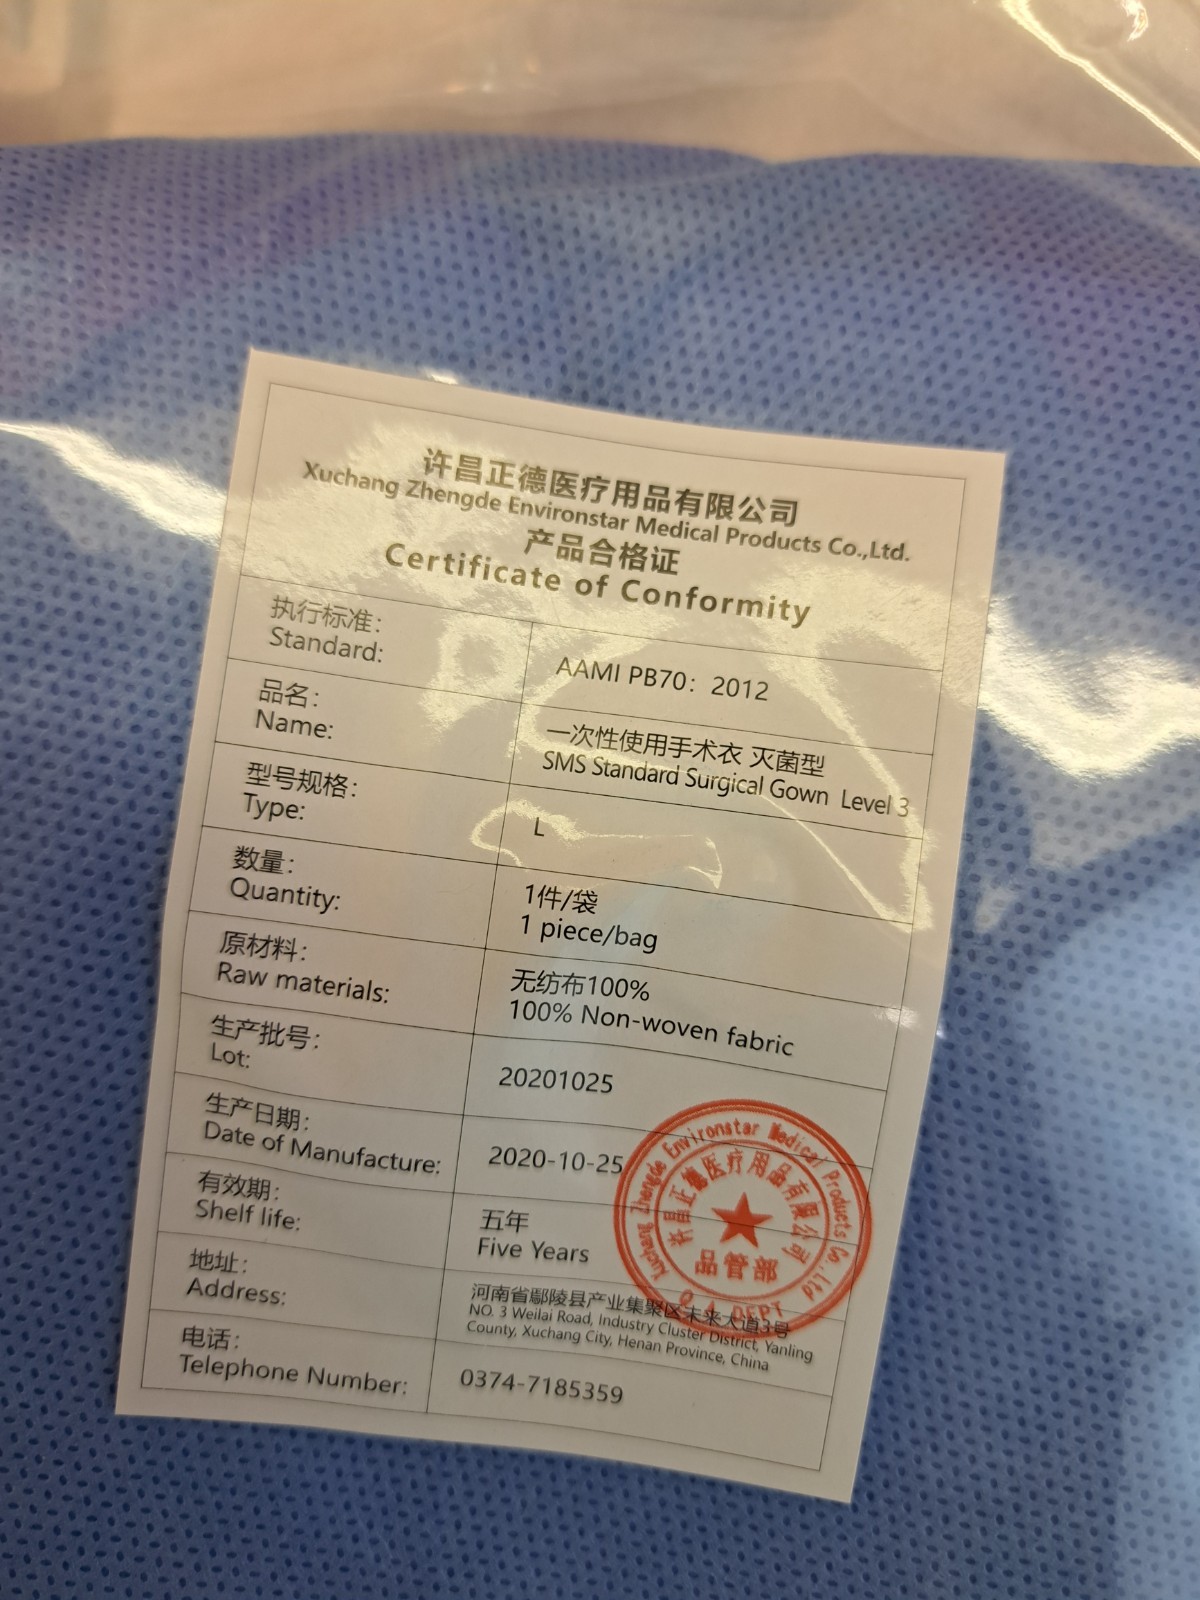 许昌正德医疗用品有限公司
Xuchang Zhengde Environstar Medical Products Co.,Ltd.
产品合格证
Certificate of Conformity
执行标准：
Standard:
AAMI PB70：2012
品名：
Name:
一次性使用手术衣 灭菌型
SMS Standard Surgical Gown Level 3
型号规格：
Type:
L
数量：
Quantity:
1件/袋
1 piece/bag
原材料：
Raw materials:
无纺布100%
100% Non-woven fabric
生产批号：
Lot:
20201025
生产日期：
Date of Manufacture:
2020-10-25
有效期：
Shelf life:
五年
Five Years
地址：
Address:
河南省鄢陵县产业集聚区未来大道3号
NO. 3 Weilai Road, Industry Cluster District, Yanling
County, Xuchang City, Henan Province, China
电话：
Telephone Number:
0374-7185359
Xuchang Zhengde Environstar Medical Products Co.,Ltd
许昌正德医疗用品有限公司
品管部
Q.A. DEPT